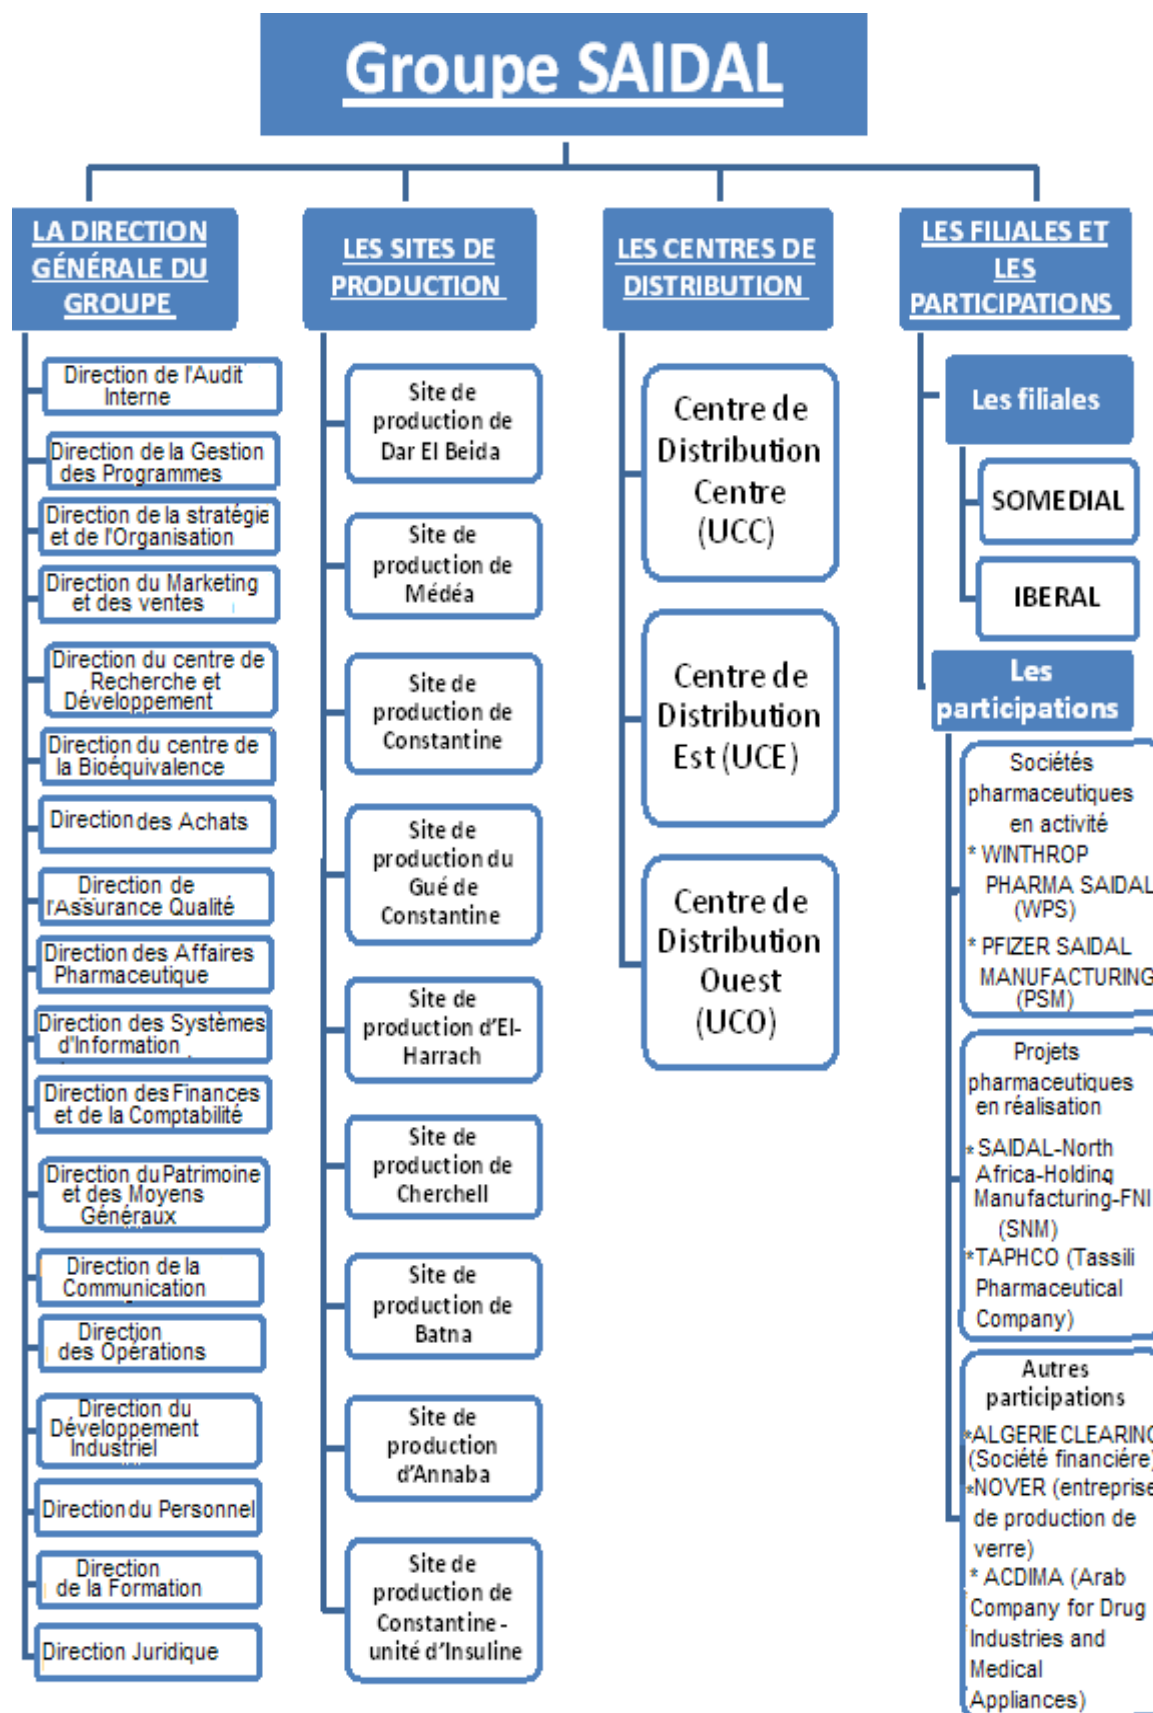 Groupe SAIDAL
LA DIRECTION
GÉNÉRALE DU
GROUPE
Direction de l'Audit
Interne
Direction de la Gestion
des Programmes
Direction de la stratégie
et de l'Organisation
Direction du Marketing
et des ventes
Direction du centre de
Recherche et
Développement
Direction du centre de
la Bioéquivalence
Direction des Achats
Direction de
l'Assurance Qualité
Direction des Affaires
Pharmaceutique
Direction des Systèmes
d'Information
Direction des Finances
et de la Comptabilité
Direction du Patrimoine
et des Moyens
Généraux
Direction de la
Communication
Direction
des Opérations
Direction du
Développement
Industriel
Direction du Personnel
Direction
de la Formation
Direction Juridique
LES SITES DE
PRODUCTION
Site de
production de
Dar El Beida
Site de
production de
Médéa
Site de
production de
Constantine
Site de
production du
Gué de
Constantine
Site de
production d'El-
Harrach
Site de
production de
Cherchell
Site de
production de
Batna
Site de
production
d'Annaba
Site de
production de
Constantine -
unité d'Insuline
LES CENTRES DE
DISTRIBUTION
Centre de
Distribution
Centre
(UCC)
Centre de
Distribution
Est (UCE)
Centre de
Distribution
Ouest
(UCO)
LES FILIALES ET
LES
PARTICIPATIONS
Les filiales
SOMEDIAL
IBERAL
Les
participations
Sociétés
pharmaceutiques
en activité
* WINTHROP
PHARMA SAIDAL
(WPS)
* PFIZER SAIDAL
MANUFACTURING
(PSM)
Projets
pharmaceutiques
en réalisation
* SAIDAL-North
Africa-Holding
Manufacturing-FNI
(SNM)
*TAPHCO (Tassili
Pharmaceutical
Company)
Autres
participations
*ALGERIE CLEARING
(Société financiére)
*NOVER (entreprise
de production de
verre)
* ACDIMA (Arab
Company for Drug
Industries and
Medical
Appliances)